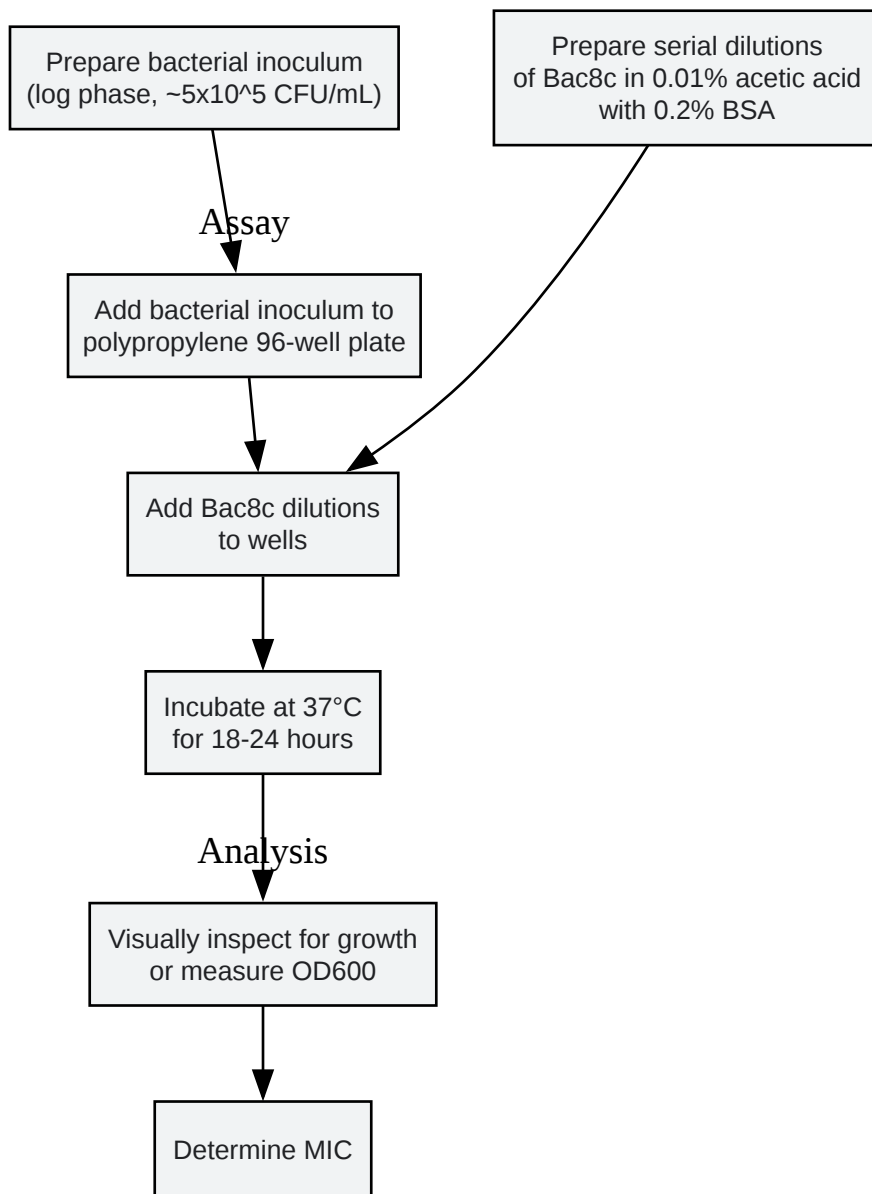 Prepare bacterial inoculum
(log phase, ~5x10^5 CFU/mL)
Prepare serial dilutions
of Bac8c in 0.01% acetic acid
with 0.2% BSA
Assay
Add bacterial inoculum to
polypropylene 96-well plate
Add Bac8c dilutions
to wells
Incubate at 37°C
for 18-24 hours
Analysis
Visually inspect for growth
or measure OD600
Determine MIC